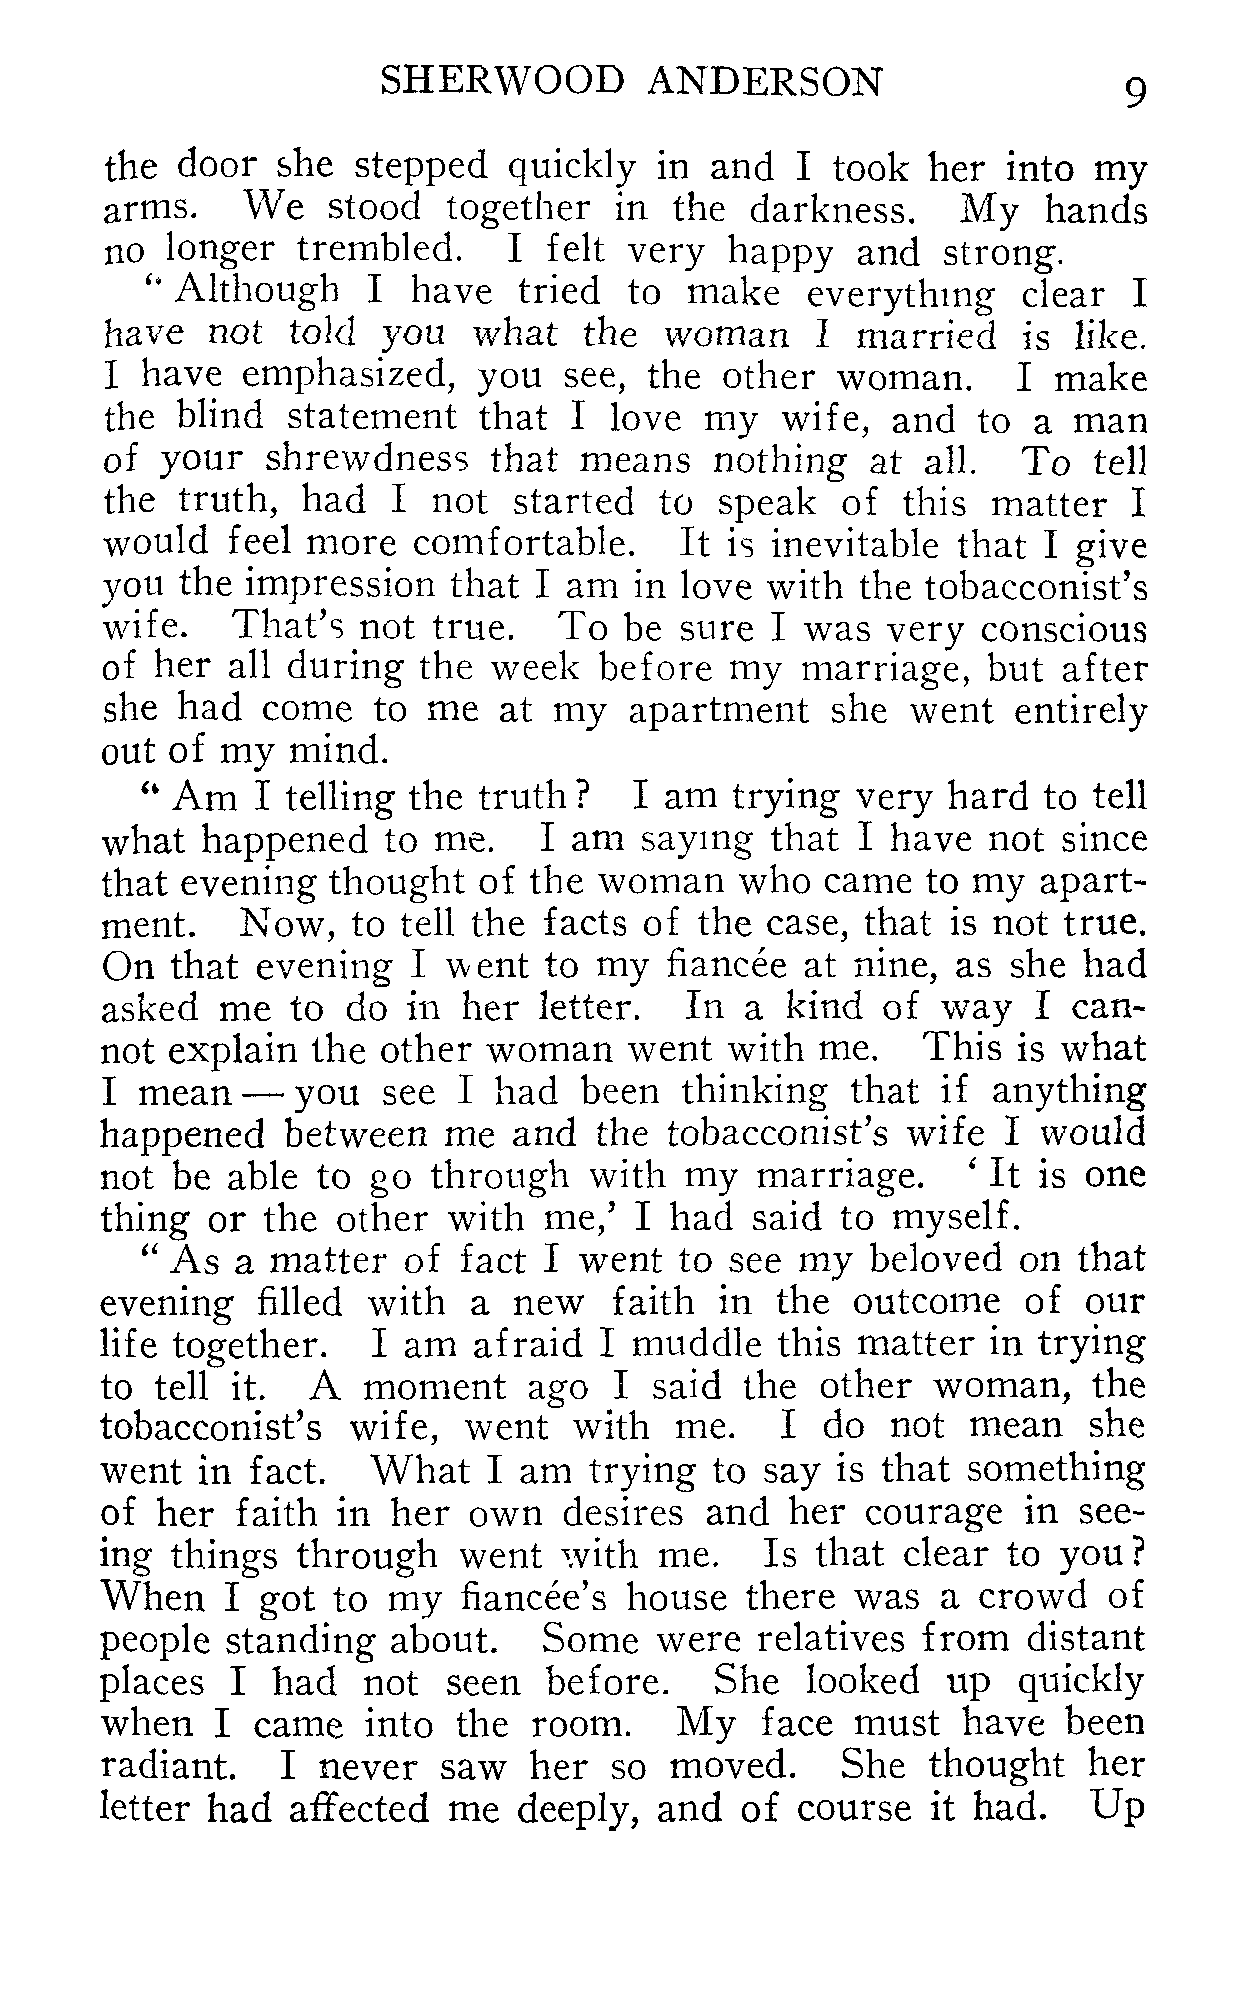 SHERWOOD ANDERSON 9
the door she stepped quickly in and I took her into my
arms. We stood together in the darkness. My hands
no longer trembled. I felt very happy and strong.
“ Although I have tried to make everything clear I
have not told you what the woman I married is like.
I have emphasized, you see, the other woman. I make
the blind statement that I love my wife, and to a man
of your shrewdness that means nothing at all. To tell
the truth, had I not started to speak of this matter I
would feel more comfortable. It is inevitable that I give
you the impression that I am in love with the tobacconist’s
wife. That’s not true. To be sure I was very conscious
of her all during the week before my marriage, but after
she had come to me at my apartment she went entirely
out of my mind.
“ Am I telling the truth? I am trying very hard to tell
what happened to me. I am saying that I have not since
that evening thought of the woman who came to my apart-
ment. Now, to tell the facts of the case, that is not true.
On that evening I went to my fiancée at nine, as she had
asked me to do in her letter. In a kind of way I can-
not explain the other woman went with me. This is what
I mean — you see I had been thinking that if anything
happened between me and the tobacconist’s wife I would
not be able to go through with my marriage. ‘ It is one
thing or the other with me,’ I had said to myself.
“ As a matter of fact I went to see my beloved on that
evening filled with a new faith in the outcome of our
life together. I am afraid I muddle this matter in trying
to tell it. A moment ago I said the other woman, the
tobacconist’s wife, went with me. I do not mean she
went in fact. What I am trying to say is that something
of her faith in her own desires and her courage in see-
ing things through went with me. Is that clear to you?
When I got to my fiancée’s house there was a crowd of
people standing about. Some were relatives from distant
places I had not seen before. She looked up quickly
when I came into the room. My face must have been
radiant. I never saw her so moved. She thought her
letter had affected me deeply, and of course it had. Up